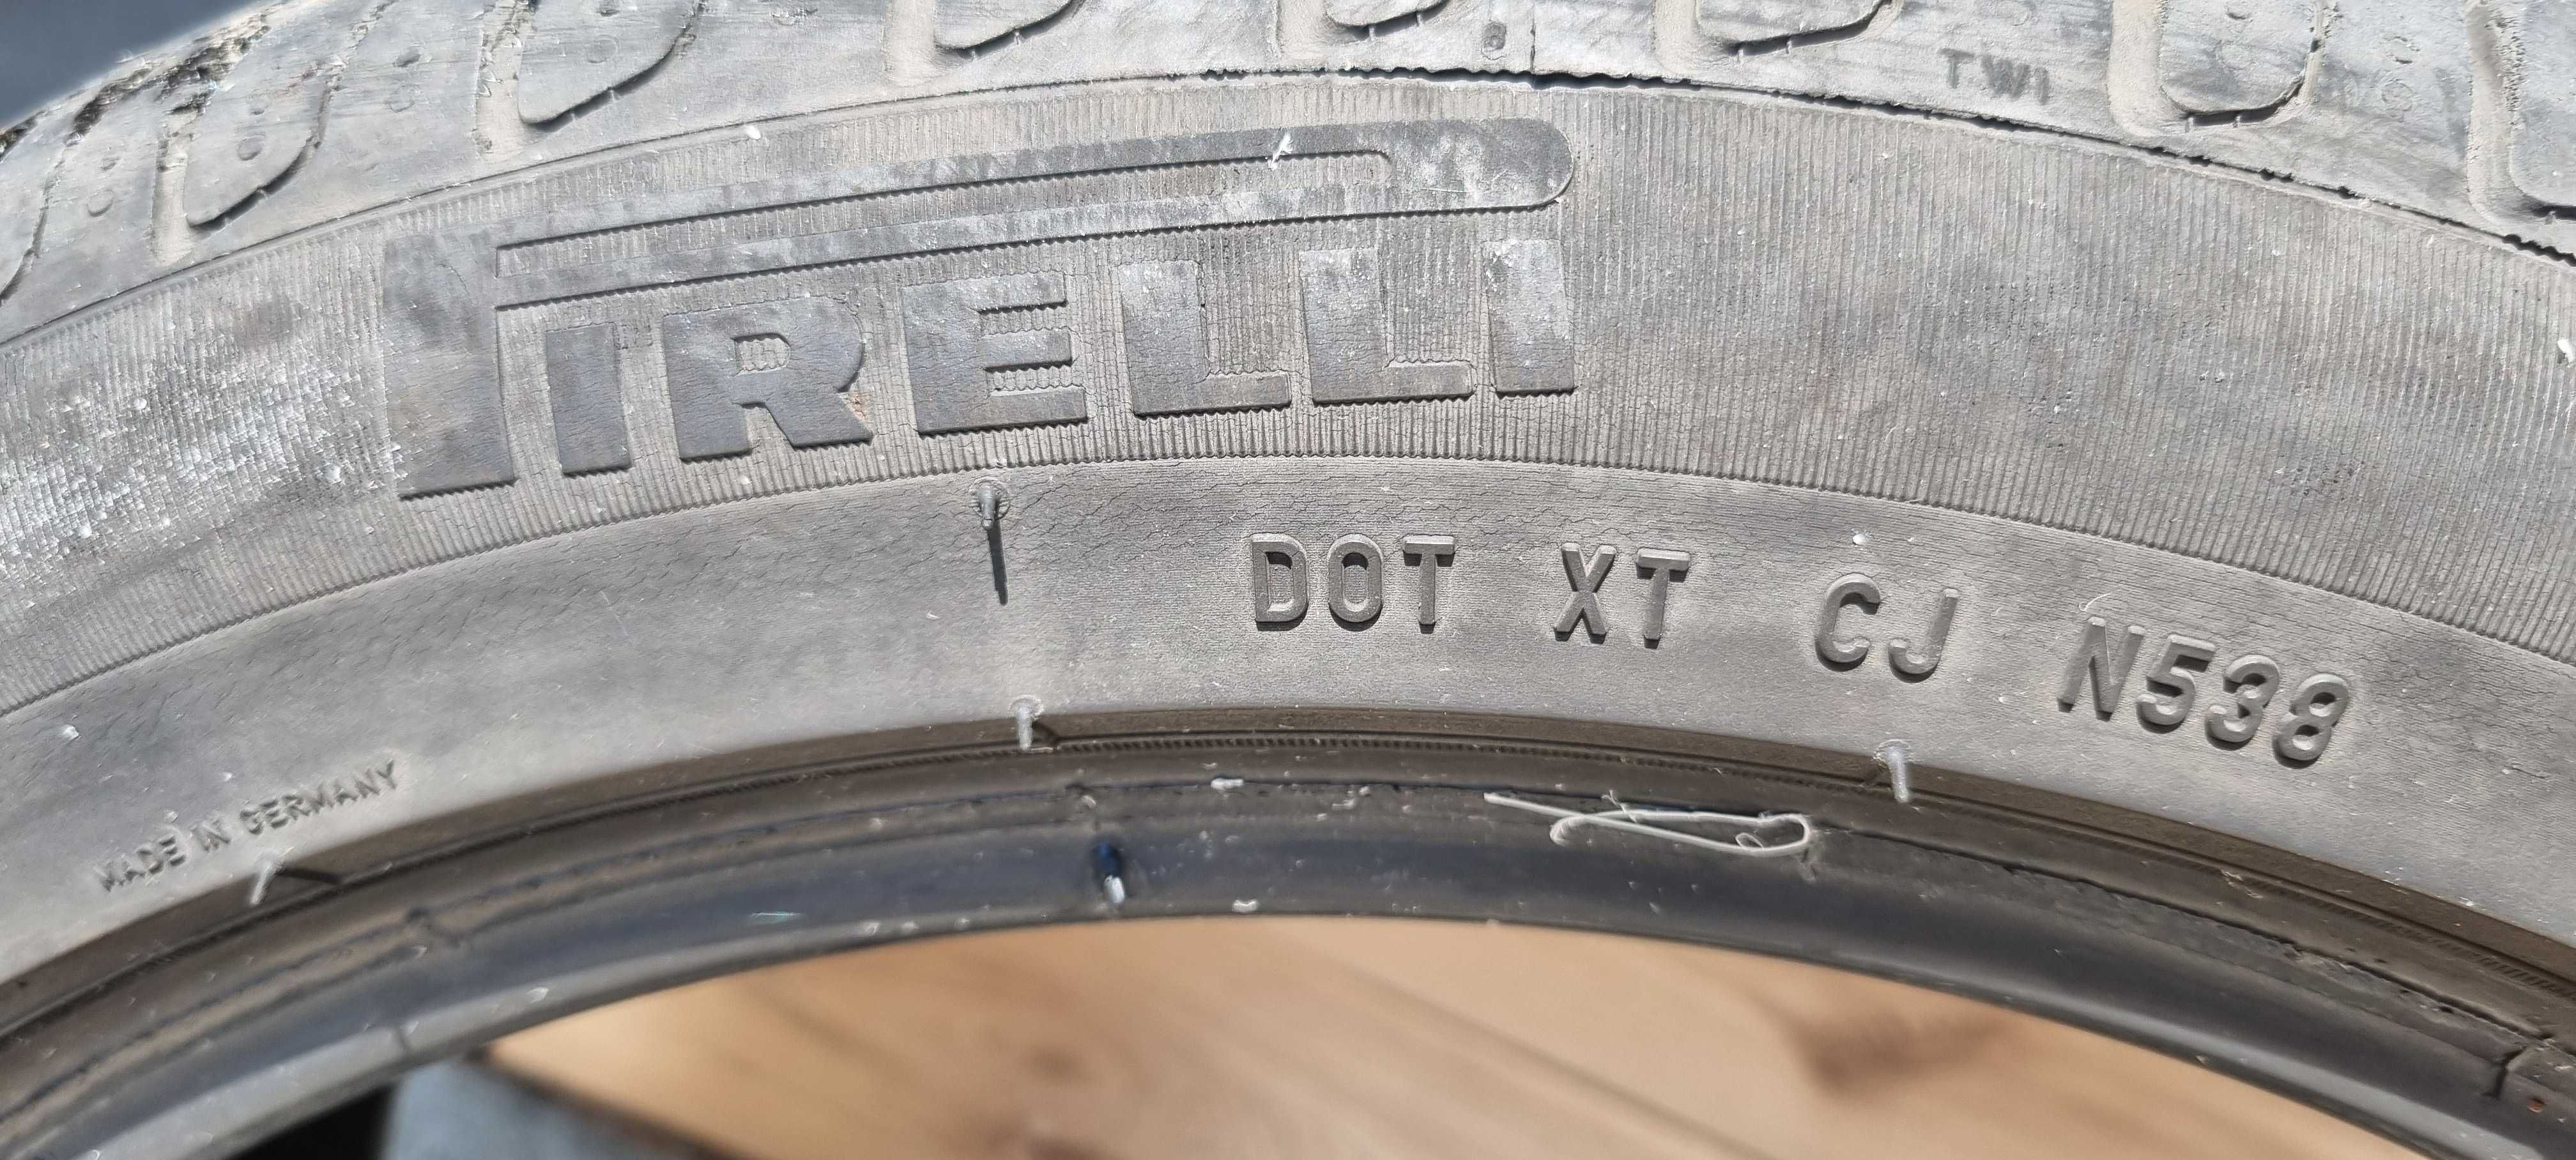 TWI
PIRELLI
DOT XT CJ N538
MADE IN GERMANY